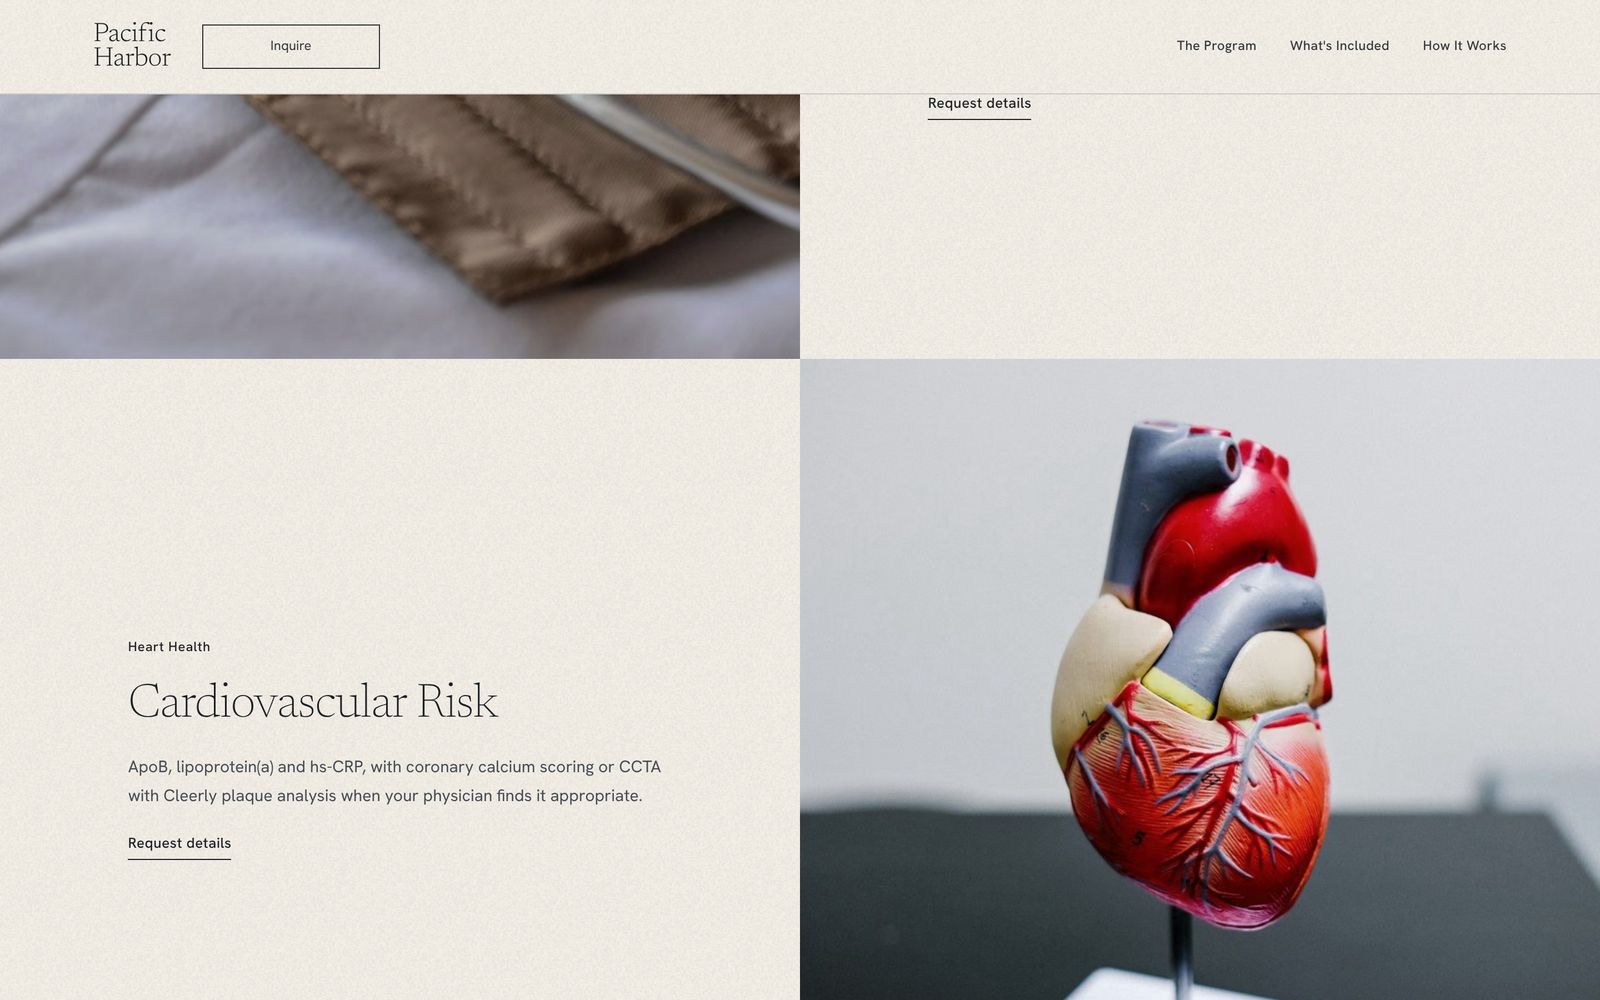 Pacific
Harbor
Inquire
The Program
What's Included
How It Works
Request details
Heart Health
Cardiovascular Risk
ApoB, lipoprotein(a) and hs-CRP, with coronary calcium scoring or CCTA
with Cleerly plaque analysis when your physician finds it appropriate.
Request details